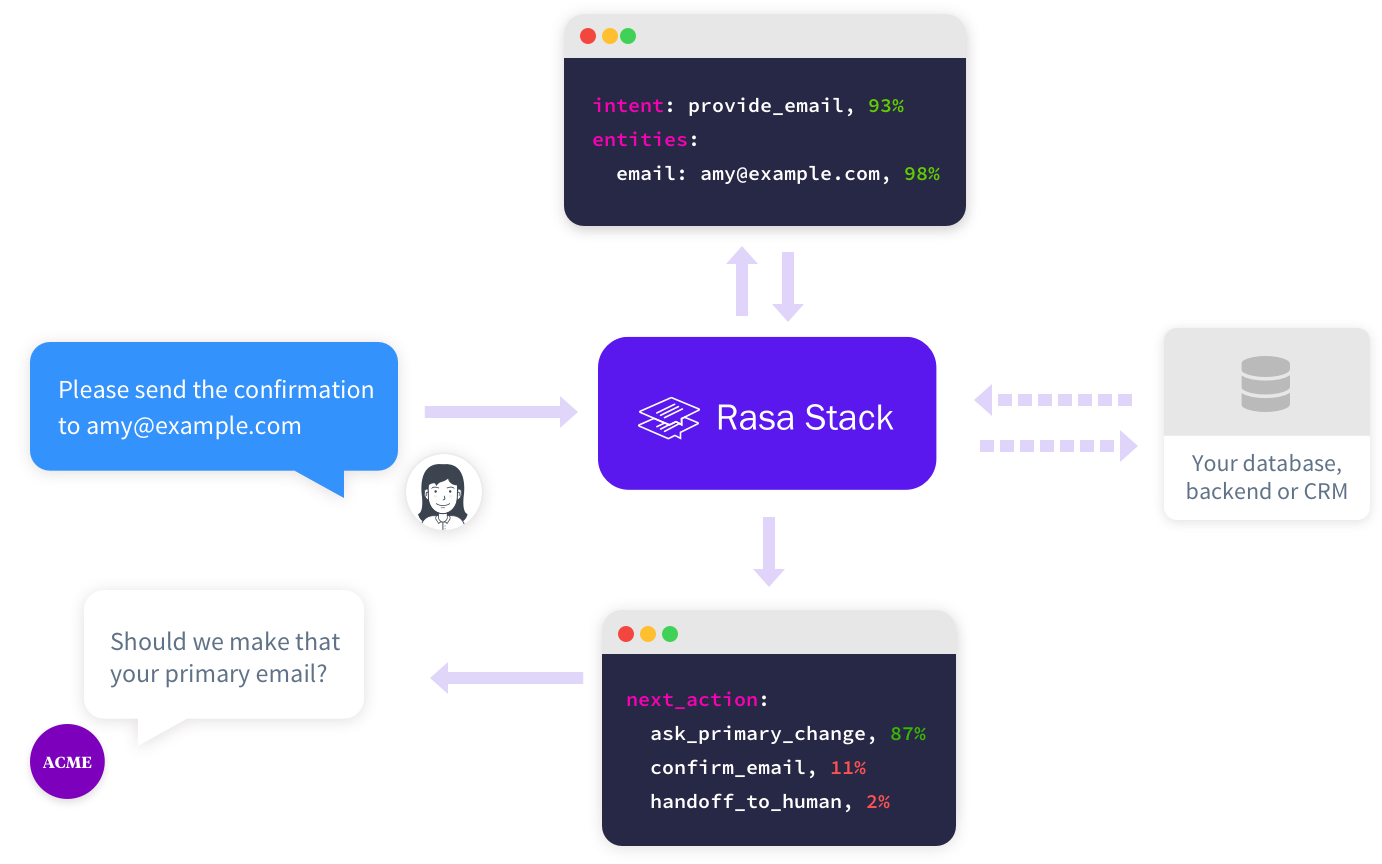 intent: provide_email, 93%
entities:
email: amy@example.com, 98%
Please send the confirmation
to amy@example.com
Rasa Stack
Your database,
backend or CRM
Should we make that
your primary email?
ACME
next_action:
ask_primary_change, 87%
confirm_email, 11%
handoff_to_human, 2%